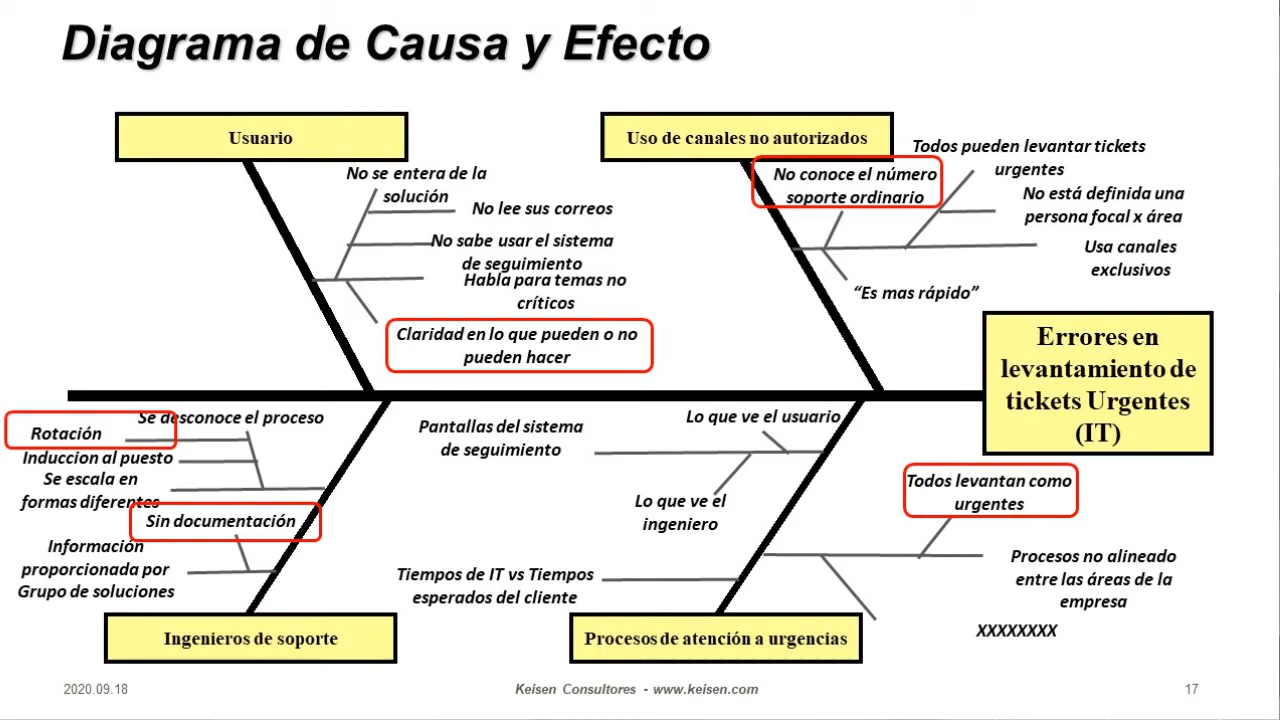 Diagrama de Causa y Efecto
Usuario
No se entera de la
solución
No lee sus correos
No sabe usar el sistema
de seguimiento
Habla para temas no
críticos
Claridad en lo que pueden o no
pueden hacer
Uso de canales no autorizados
No conoce el número
soporte ordinario
Todos pueden levantar tickets
urgentes
No está definida una
persona focal x área
Usa canales
exclusivos
“Es mas rápido”
Errores en
levantamiento de
tickets Urgentes
(IT)
Se desconoce el proceso
Rotación
Induccion al puesto
Se escala en
formas diferentes
Sin documentación
Información
proporcionada por
Grupo de soluciones
Ingenieros de soporte
Pantallas del sistema
de seguimiento
Lo que ve el usuario
Lo que ve el
ingeniero
Tiempos de IT vs Tiempos
esperados del cliente
Todos levantan como
urgentes
Procesos no alineado
entre las áreas de la
empresa
XXXXXXXX
Procesos de atención a urgencias
2020.09.18
Keisen Consultores - www.keisen.com
17